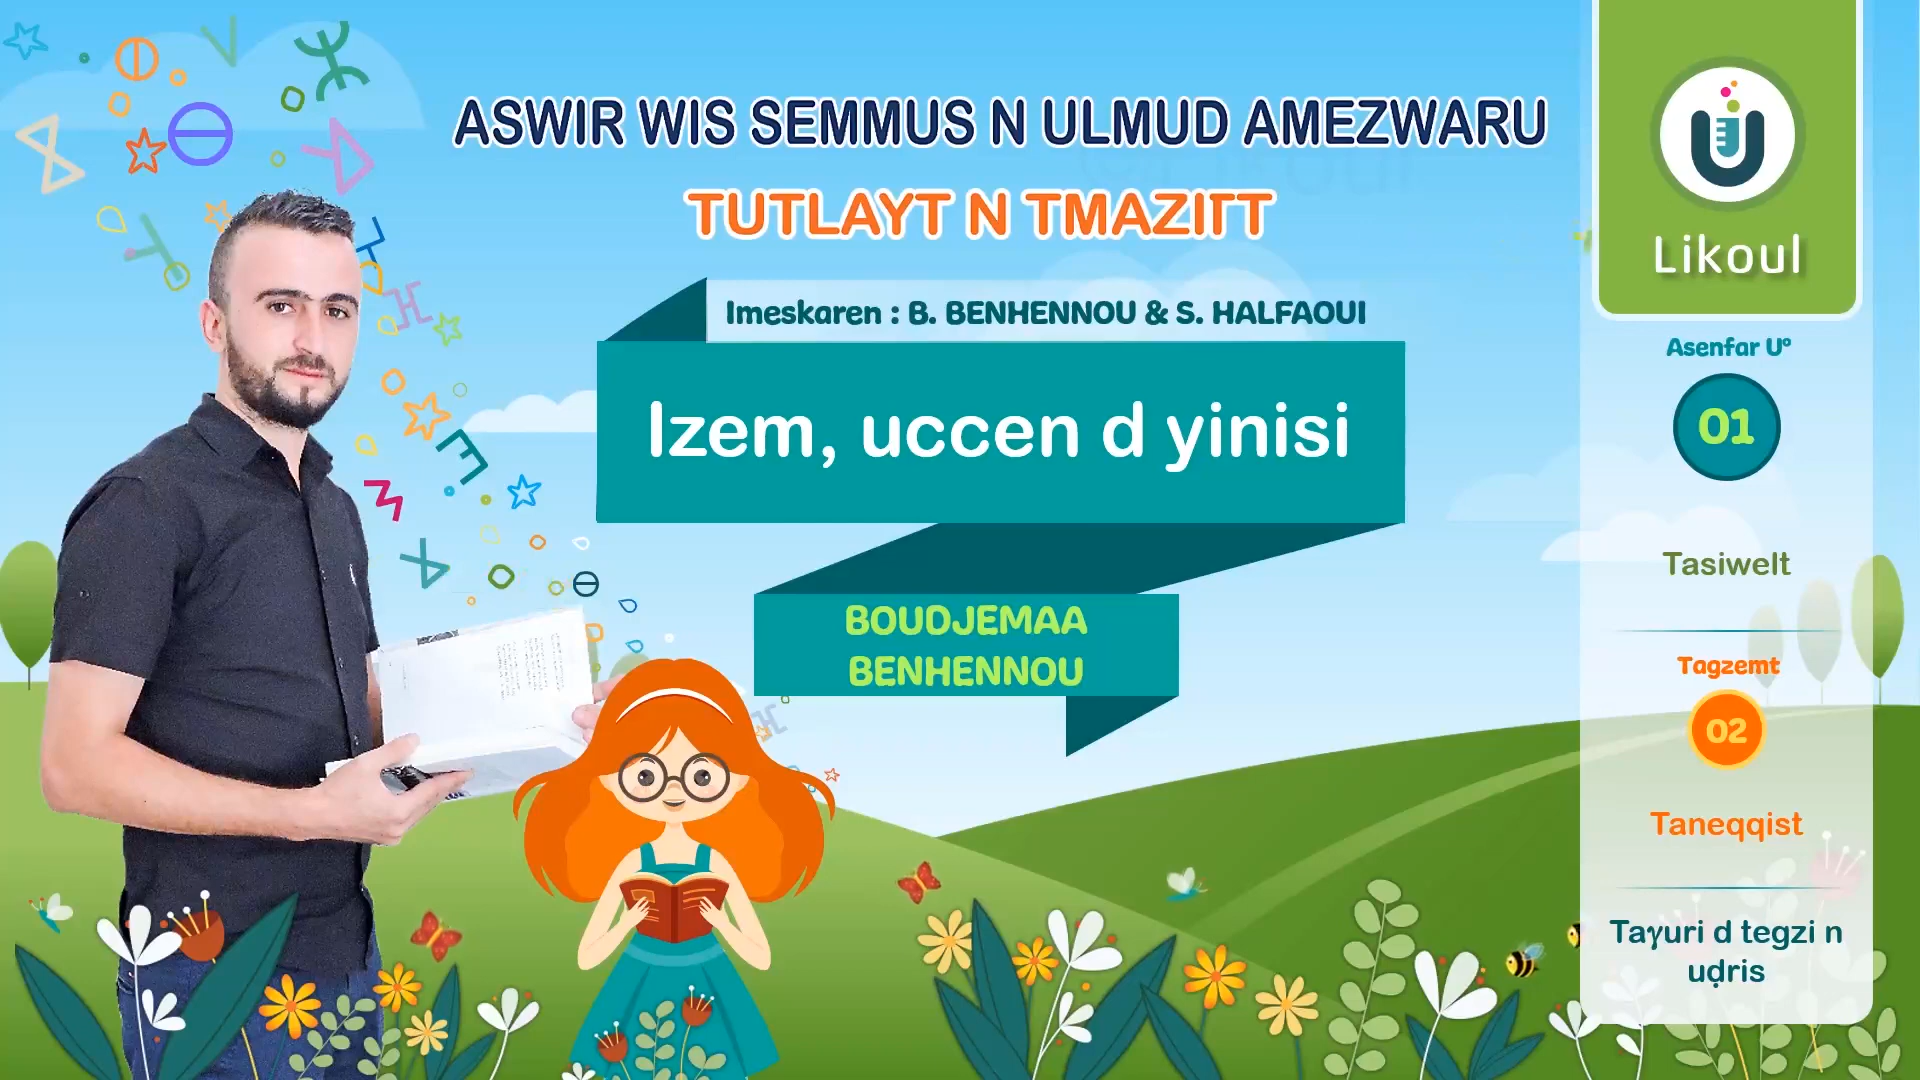 ASWIR WIS SEMMUS N ULMUD AMEZWARU
TUTLAYT N TMAZIƔT
Imeskaren : B. BENHENNOU & S. HALFAOUI
Izem, uccen d yinisi
BOUDJEMAA
BENHENNOU
Likoul
Asenfar U°
01
Tasiwelt
Tagzemt
02
Taneqqist
Taɣuri d tegzi n
uḍris